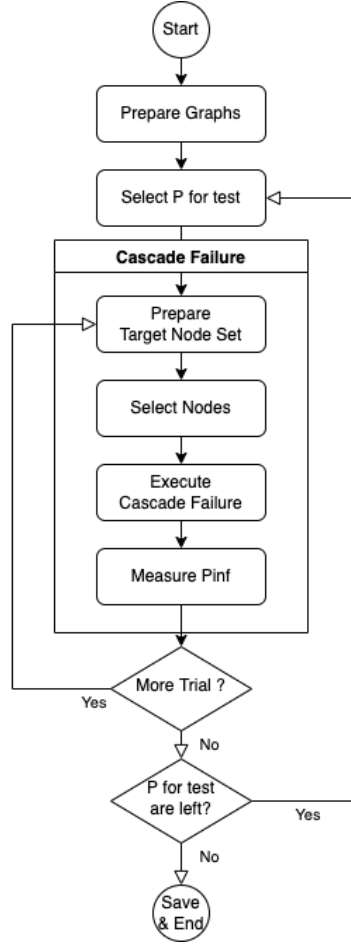 Start
Prepare Graphs
Select P for test
Cascade Failure
Prepare
Target Node Set
Select Nodes
Execute
Cascade Failure
Measure Pinf
More Trial ?
Yes
No
P for test
are left?
Yes
No
Save
& End